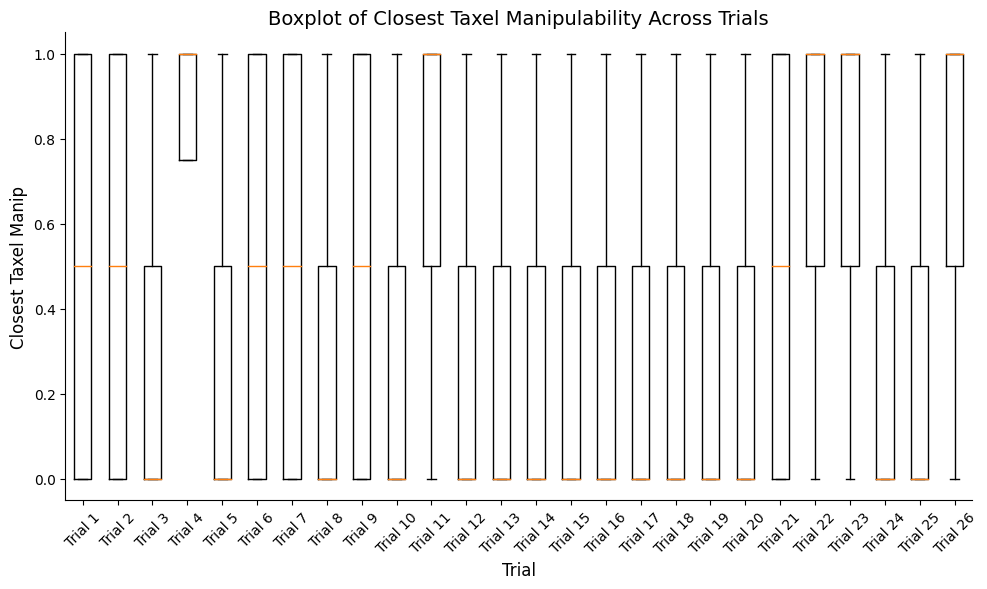 Boxplot of Closest Taxel Manipulability Across Trials
Closest Taxel Manip
1.0
0.8
0.6
0.4
0.2
0.0
Trial 1
Trial 2
Trial 3
Trial 4
Trial 5
Trial 6
Trial 7
Trial 8
Trial 9
Trial 10
Trial 11
Trial 12
Trial 13
Trial 14
Trial 15
Trial 16
Trial 17
Trial 18
Trial 19
Trial 20
Trial 21
Trial 22
Trial 23
Trial 24
Trial 25
Trial 26
Trial